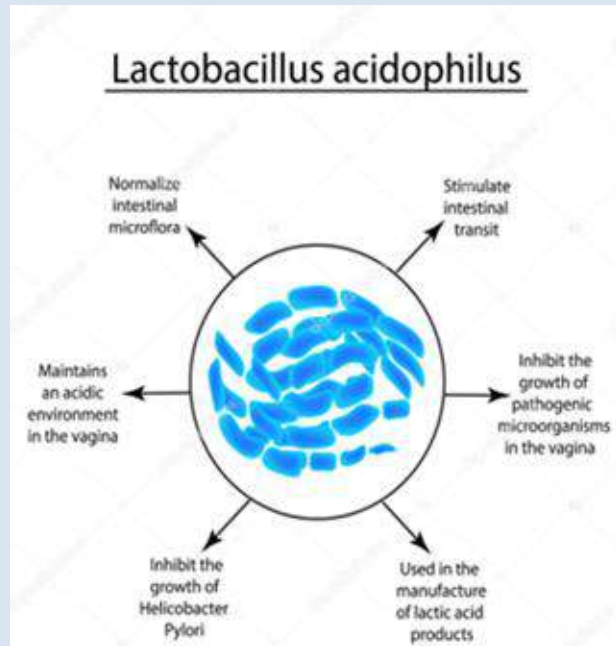 Lactobacillus acidophilus
Normalize
intestinal
microflora
Stimulate
intestinal
transit
Maintains
an acidic
environment
in the vagina
Inhibit the
growth of
pathogenic
microorganisms
in the vagina
Inhibit the
growth of
Helicobacter
Pylori
Used in the
manufacture
of lactic acid
products